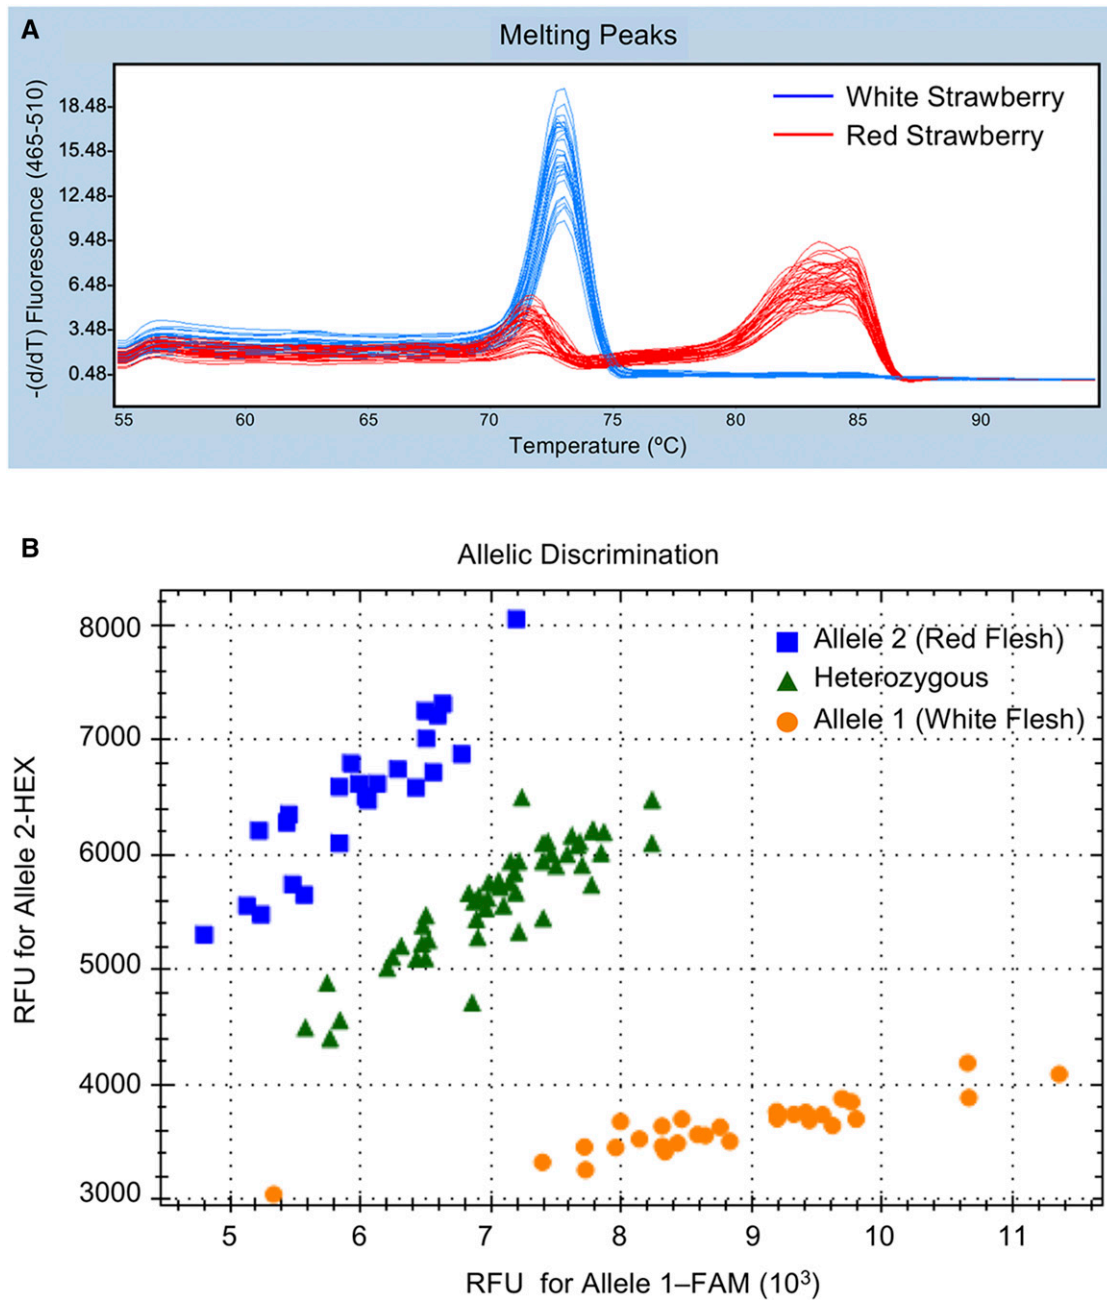 A
Melting Peaks
White Strawberry
Red Strawberry
-(d/dT) Fluorescence (465-510)
18.48
15.48
12.48
9.48
6.48
3.48
0.48
55 60 65 70 75 80 85 90
Temperature (ºC)
B
Allelic Discrimination
Allele 2 (Red Flesh)
Heterozygous
Allele 1 (White Flesh)
RFU for Allele 2-HEX
8000
7000
6000
5000
4000
3000
5 6 7 8 9 10 11
RFU for Allele 1–FAM (10³)